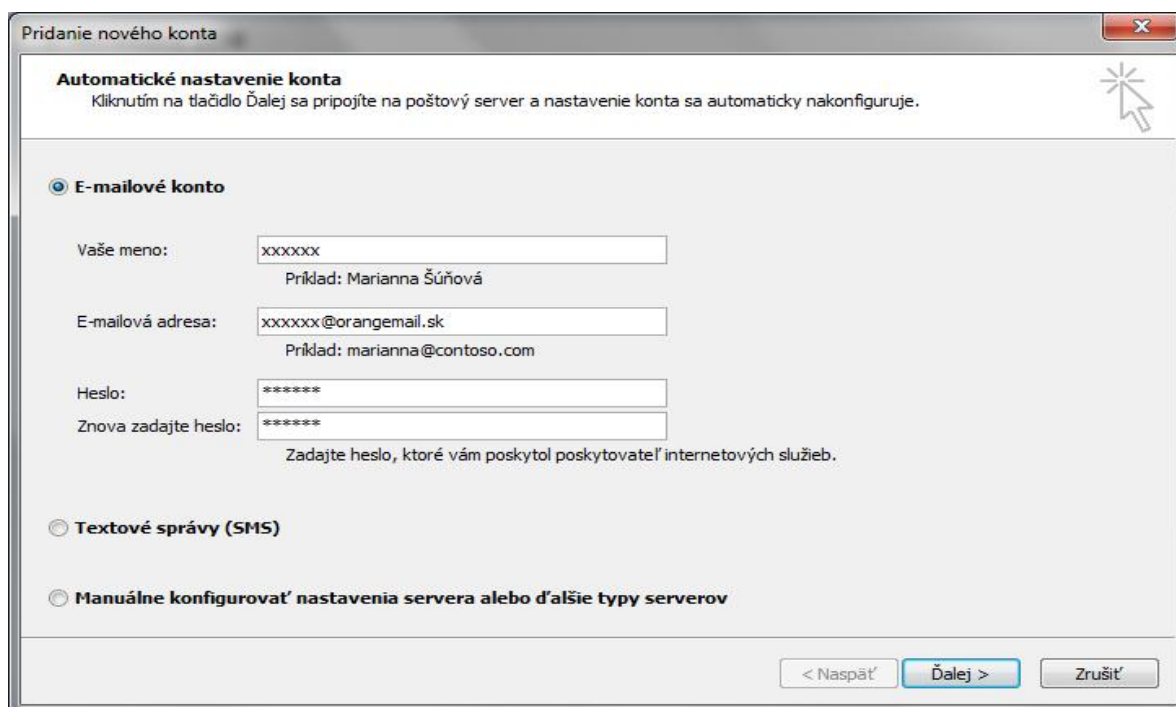 Pridanie nového konta
Automatické nastavenie konta
Kliknutím na tlačidlo Ďalej sa pripojíte na poštový server a nastavenie konta sa automaticky nakonfiguruje.
E-mailové konto
Vaše meno: xxxxxx
Príklad: Marianna Šúňová
E-mailová adresa: xxxxxx@orangemail.sk
Príklad: marianna@contoso.com
Heslo: ******
Znova zadajte heslo: ******
Zadajte heslo, ktoré vám poskytol poskytovateľ internetových služieb.
Textové správy (SMS)
Manuálne konfigurovať nastavenia servera alebo ďalšie typy serverov
< Naspäť Ďalej > Zrušiť